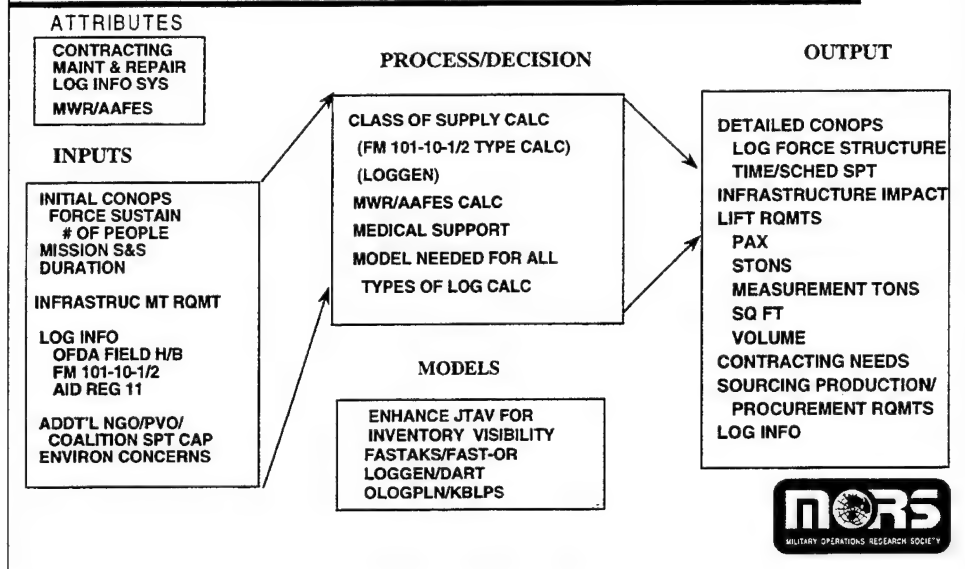 ATTRIBUTES
CONTRACTING
MAINT & REPAIR
LOG INFO SYS
MWR/AAFES
INPUTS
INITIAL CONOPS
FORCE SUSTAIN
# OF PEOPLE
MISSION S&S
DURATION
INFRASTRUC MT RQMT
LOG INFO
OFDA FIELD H/B
FM 101-10-1/2
AID REG 11
ADDT'L NGO/PVO/
COALITION SPT CAP
ENVIRON CONCERNS
PROCESS/DECISION
CLASS OF SUPPLY CALC
(FM 101-10-1/2 TYPE CALC)
(LOGGEN)
MWR/AAFES CALC
MEDICAL SUPPORT
MODEL NEEDED FOR ALL
TYPES OF LOG CALC
MODELS
ENHANCE JTAV FOR
INVENTORY VISIBILITY
FASTAKS/FAST-OR
LOGGEN/DART
OLOGPLN/KBLPS
OUTPUT
DETAILED CONOPS
LOG FORCE STRUCTURE
TIME/SCHED SPT
INFRASTRUCTURE IMPACT
LIFT RQMTS
PAX
STONS
MEASUREMENT TONS
SQ FT
VOLUME
CONTRACTING NEEDS
SOURCING PRODUCTION/
PROCUREMENT RQMTS
LOG INFO
MORS
MILITARY OPERATIONS RESEARCH SOCIETY